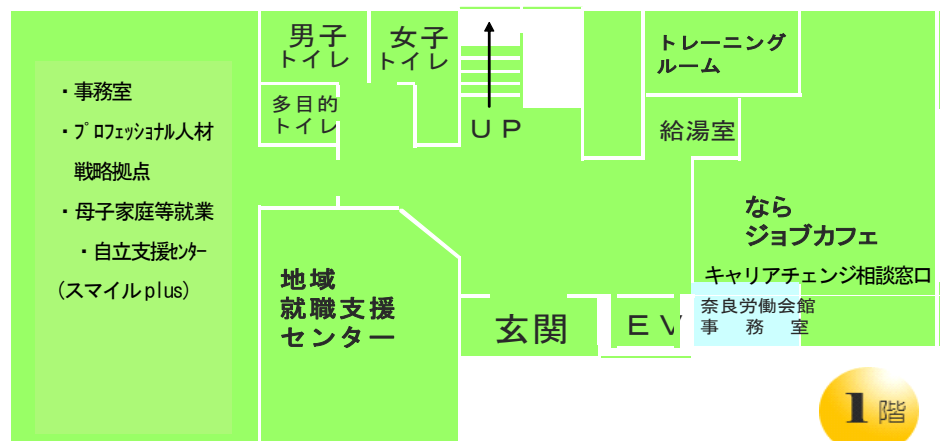 男子
トイレ
女子
トイレ
トレーニング
ルーム
・事務室
・プロフェッショナル人材
戦略拠点
・母子家庭等就業
・自立支援センター
(スマイルplus)
多目的
トイレ
UP
給湯室
なら
ジョブカフェ
キャリアチェンジ相談窓口
地域
就職支援
センター
玄関
EV
奈良労働会館
事務室
1階